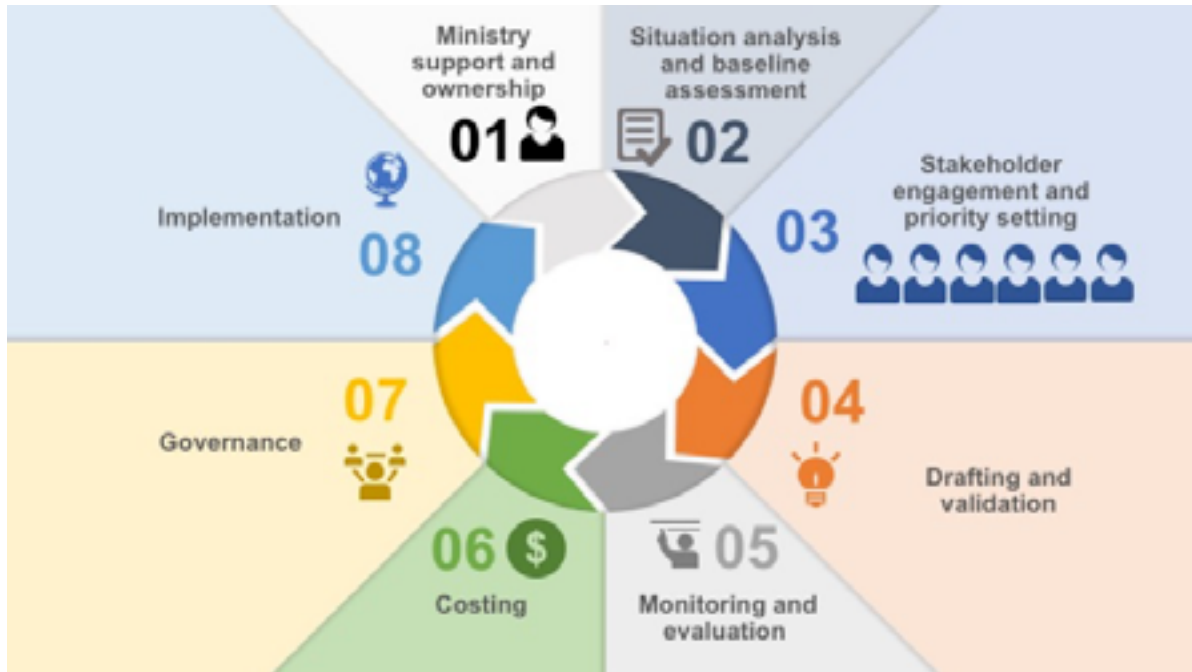 Ministry
support and
ownership
01
Situation analysis
and baseline
assessment
02
Stakeholder
engagement and
priority setting
03
04
Drafting and
validation
05
Monitoring and
evaluation
06 $
Costing
07
Governance
Implementation
08